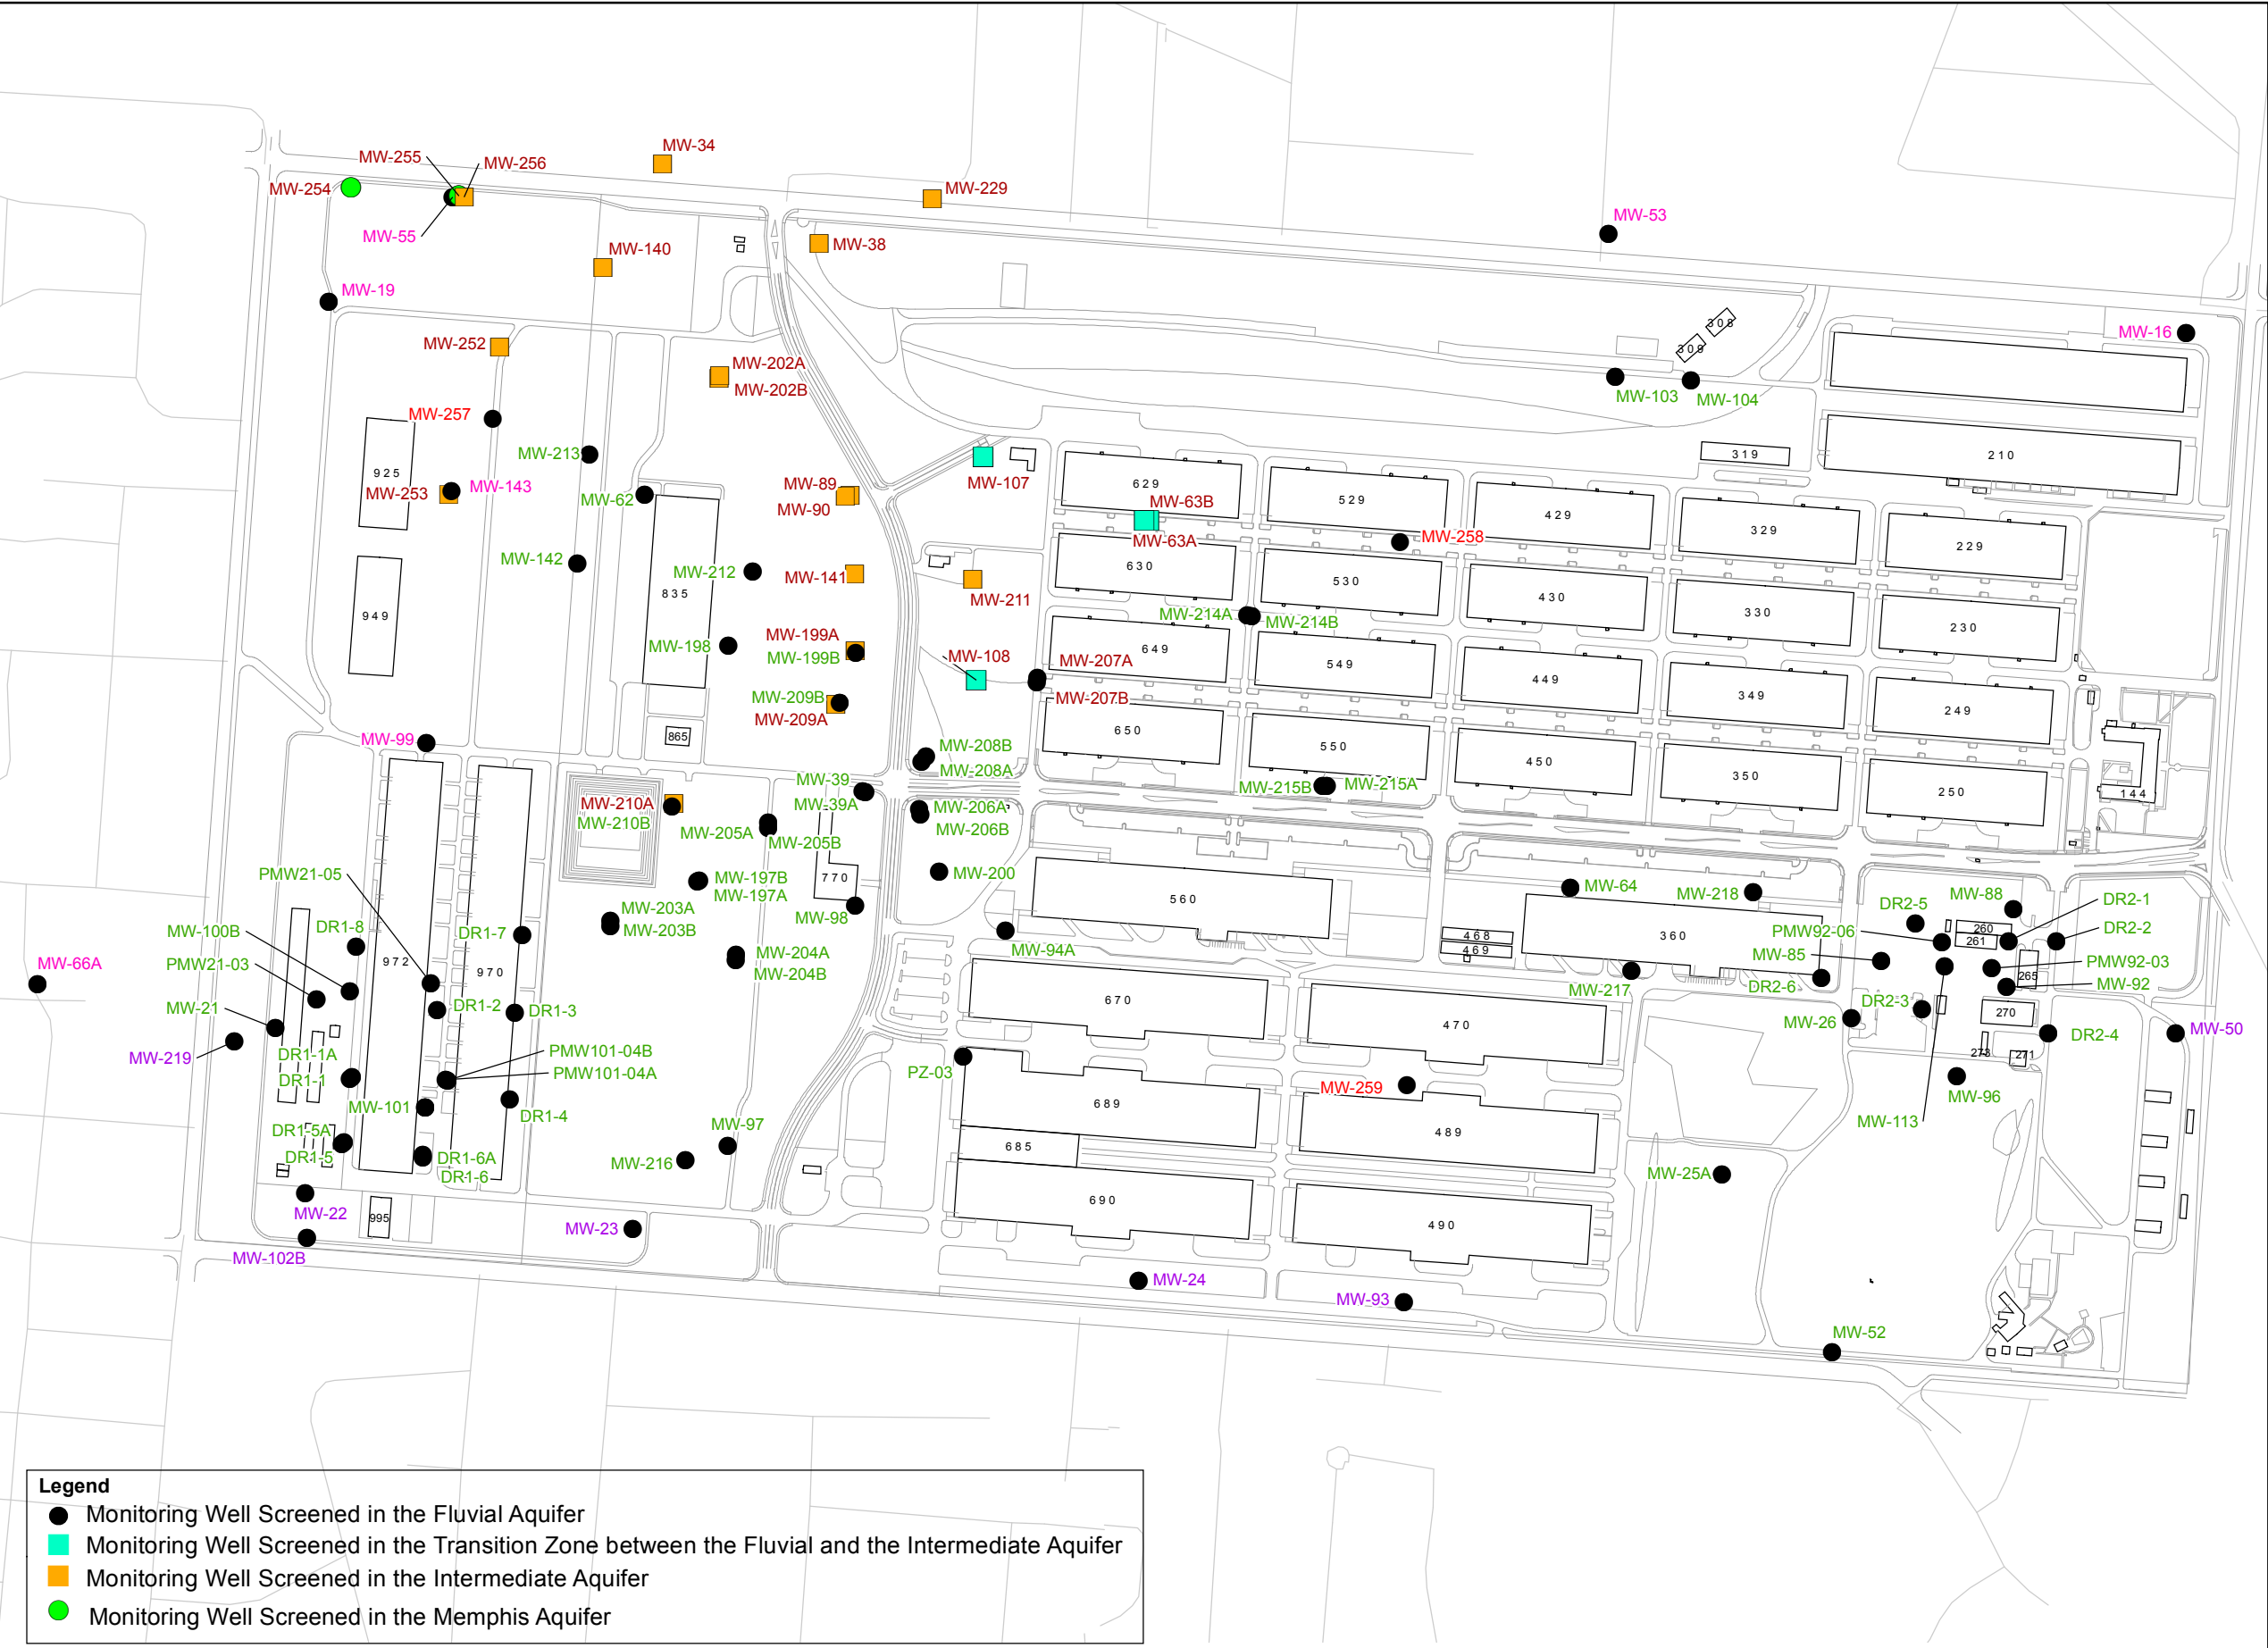 MW-34
MW-255
MW-256
MW-254
MW-229
MW-53
MW-55
MW-140
MW-38
MW-19
308
MW-16
309
MW-252
MW-202A
MW-202B
MW-103
MW-104
MW-257
MW-213
925
319
210
MW-107
MW-253
MW-143
MW-62
MW-89
MW-90
629
MW-63B
529
429
329
229
MW-63A
MW-258
MW-142
MW-212
835
MW-141
MW-211
630
530
430
330
230
949
MW-214A
MW-214B
MW-198
MW-199A
MW-199B
MW-108
MW-207A
MW-207B
649
549
449
349
249
MW-209B
MW-209A
865
MW-99
650
550
450
350
250
144
MW-208B
MW-208A
MW-39
MW-39A
MW-215B
MW-215A
MW-210A
MW-210B
MW-205A
MW-205B
MW-206A
MW-206B
PMW21-05
MW-197B
MW-197A
770
MW-98
MW-200
560
MW-64
MW-218
MW-88
DR2-1
DR2-5
DR2-2
MW-203A
MW-203B
MW-100B
DR1-8
DR1-7
972
970
MW-94A
468
469
360
PMW92-06
260
261
MW-85
PMW92-03
265
MW-92
MW-204A
MW-204B
MW-66A
PMW21-03
MW-217
DR2-6
DR2-3
MW-21
DR1-2
DR1-3
670
470
MW-26
270
MW-50
DR2-4
273
271
MW-219
DR1-1A
DR1-1
PMW101-04B
PMW101-04A
PZ-03
MW-259
MW-96
MW-101
DR1-4
689
489
MW-113
DR1-5A
DR1-5
DR1-6A
DR1-6
MW-97
MW-216
685
MW-25A
690
490
MW-22
995
MW-23
MW-102B
MW-24
MW-93
MW-52
Legend
Monitoring Well Screened in the Fluvial Aquifer
Monitoring Well Screened in the Transition Zone between the Fluvial and the Intermediate Aquifer
Monitoring Well Screened in the Intermediate Aquifer
Monitoring Well Screened in the Memphis Aquifer